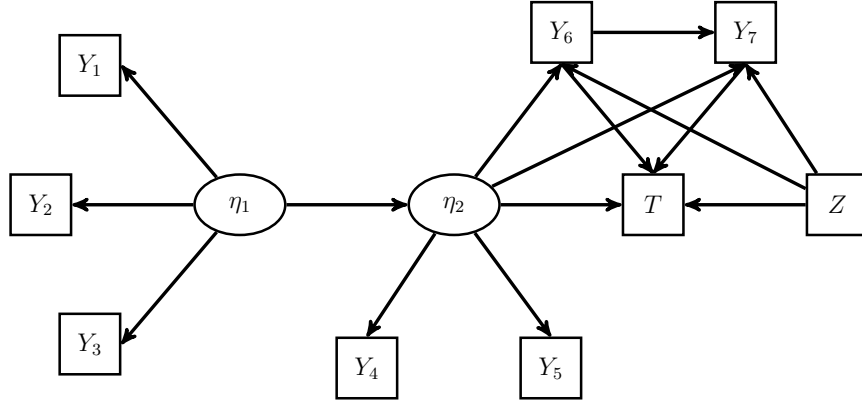 Y₆ Y₇
Y₁
Y₂ η₁ η₂ T Z
Y₃ Y₄ Y₅